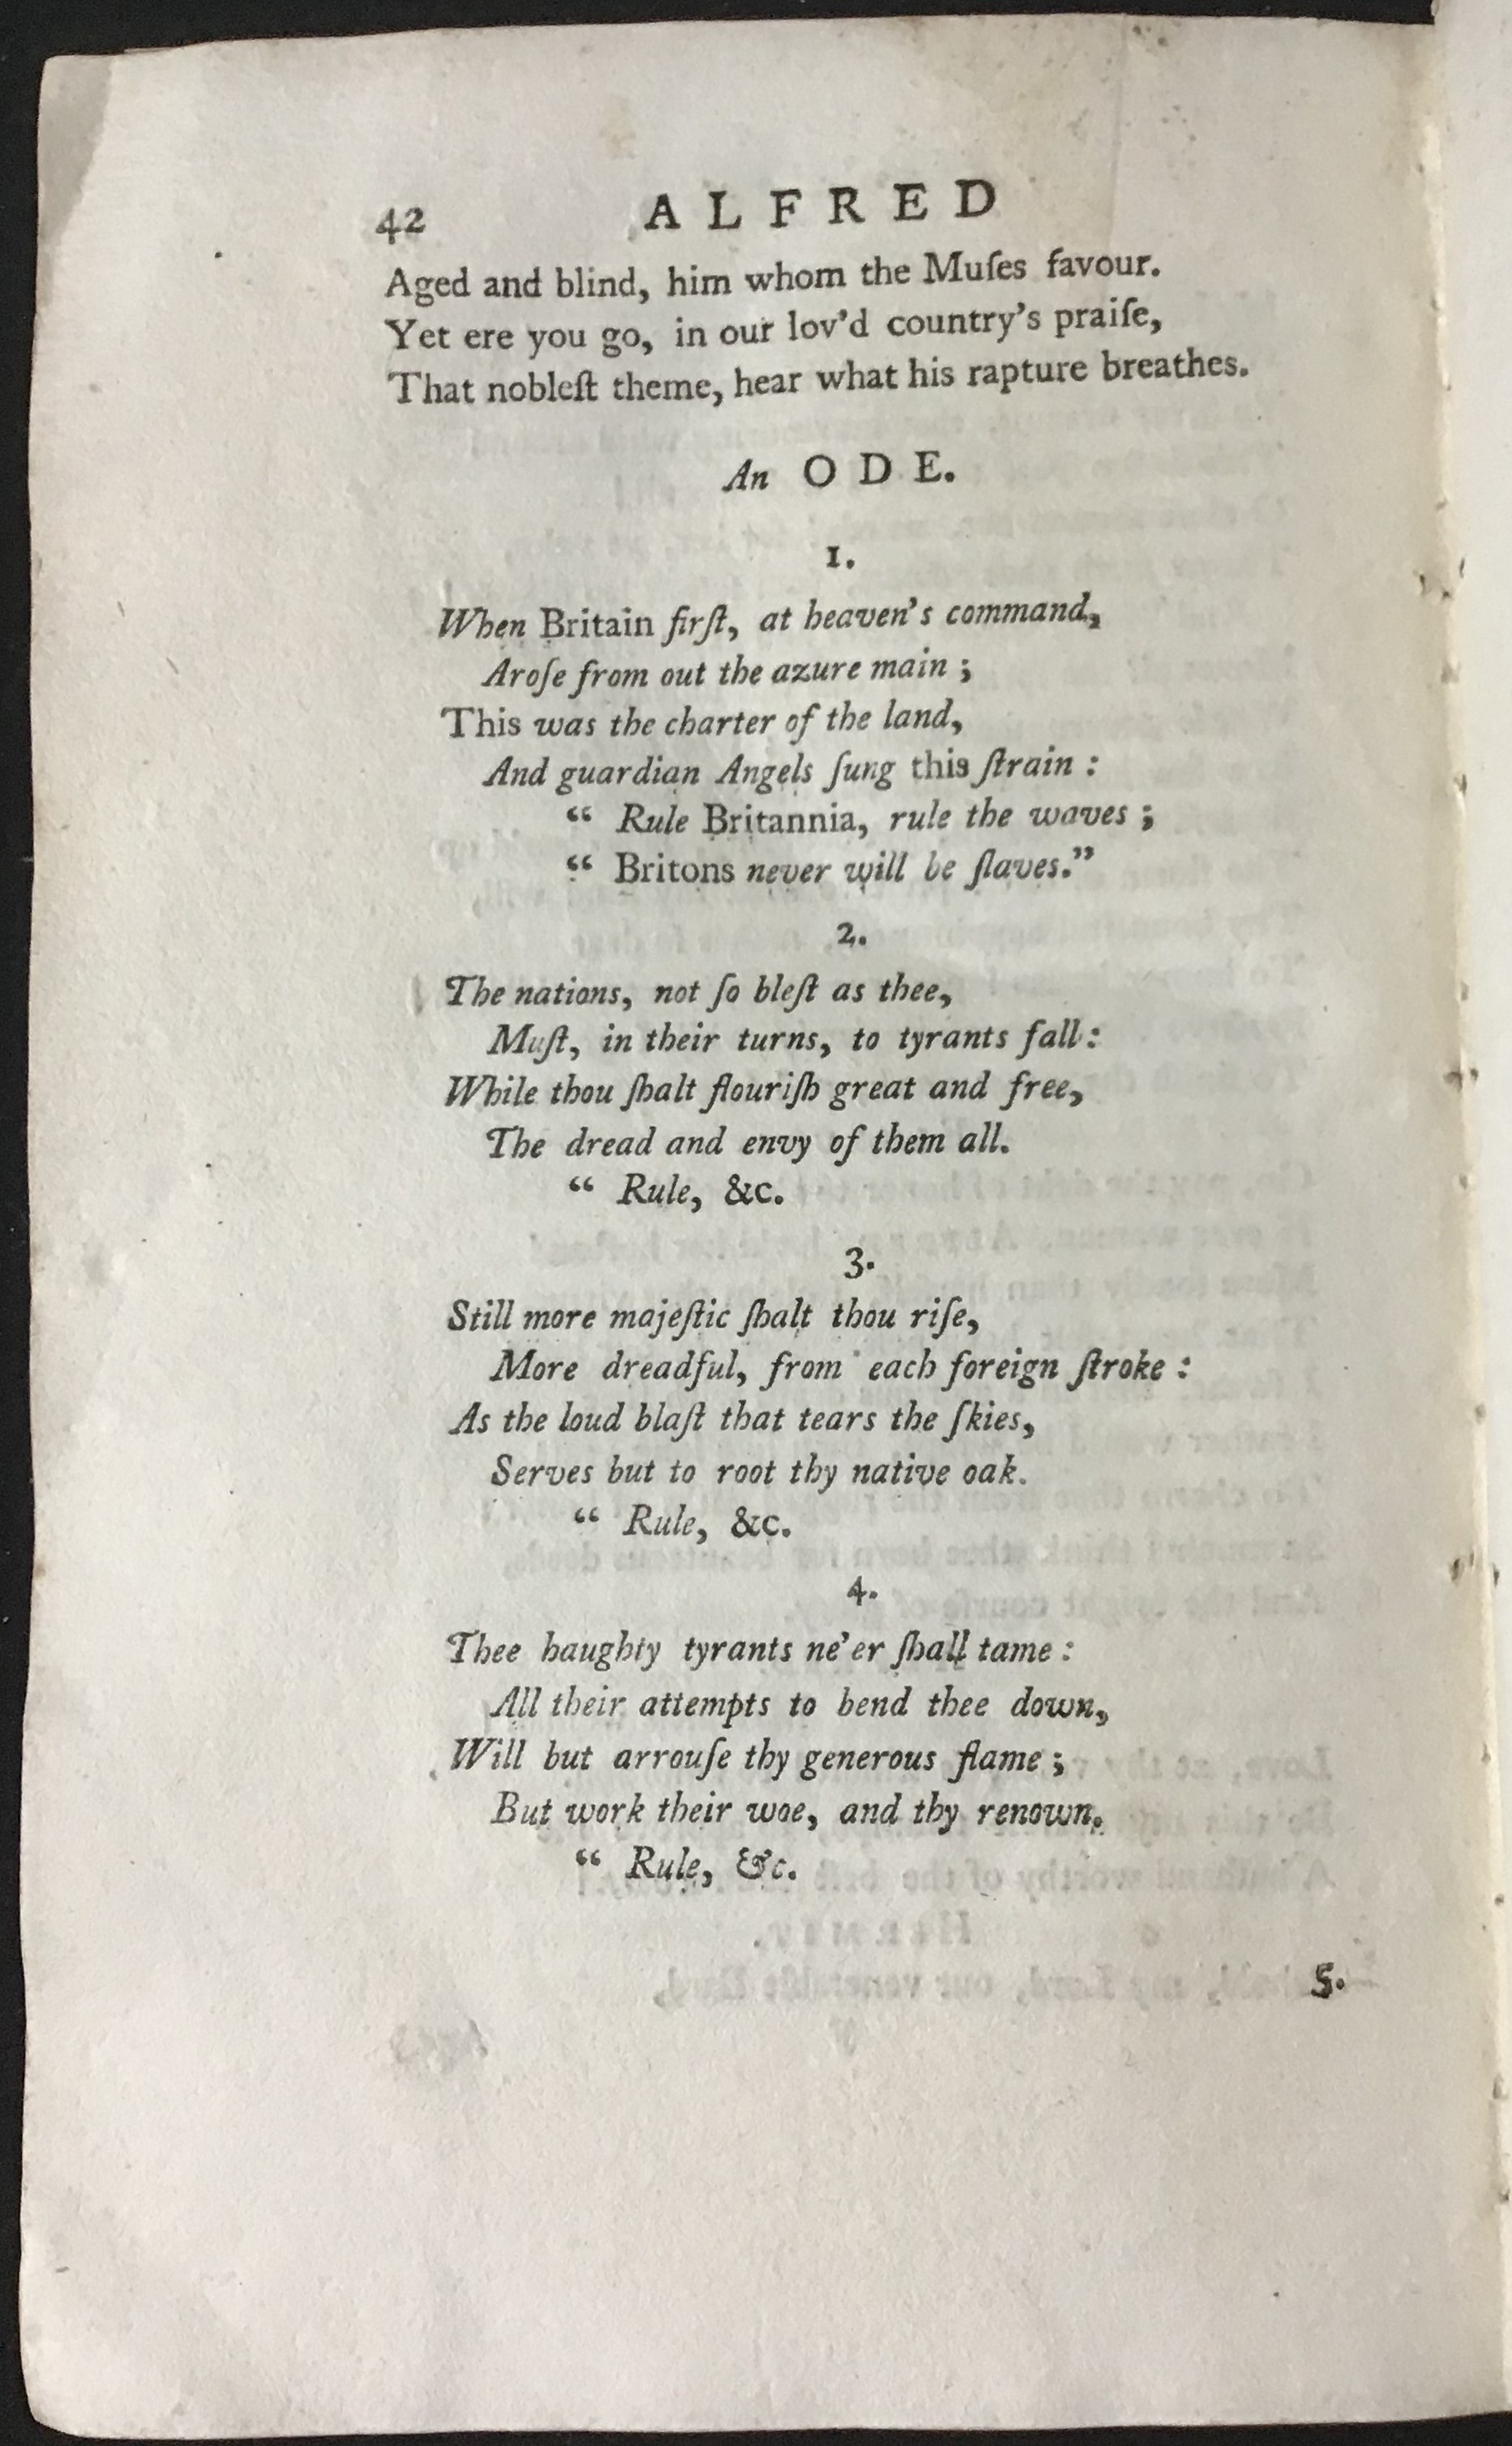 42 ALFRED
Aged and blind, him whom the Muſes favour.
Yet ere you go, in our lov'd country's praiſe,
That nobleſt theme, hear what his rapture breathes.
An ODE.
1.
When Britain firſt, at heaven's command,
Aroſe from out the azure main;
This was the charter of the land,
And guardian Angels ſung this ſtrain:
“ Rule Britannia, rule the waves;
“ Britons never will be ſlaves.”
2.
The nations, not ſo bleſt as thee,
Muſt, in their turns, to tyrants fall:
While thou ſhalt flouriſh great and free,
The dread and envy of them all.
“ Rule, &c.
3.
Still more majeſtic ſhalt thou riſe,
More dreadful, from each foreign ſtroke:
As the loud blaſt that tears the ſkies,
Serves but to root thy native oak.
“ Rule, &c.
4.
Thee haughty tyrants ne'er ſhall tame:
All their attempts to bend thee down,
Will but arrouſe thy generous flame;
But work their woe, and thy renown.
“ Rule, &c.
5.